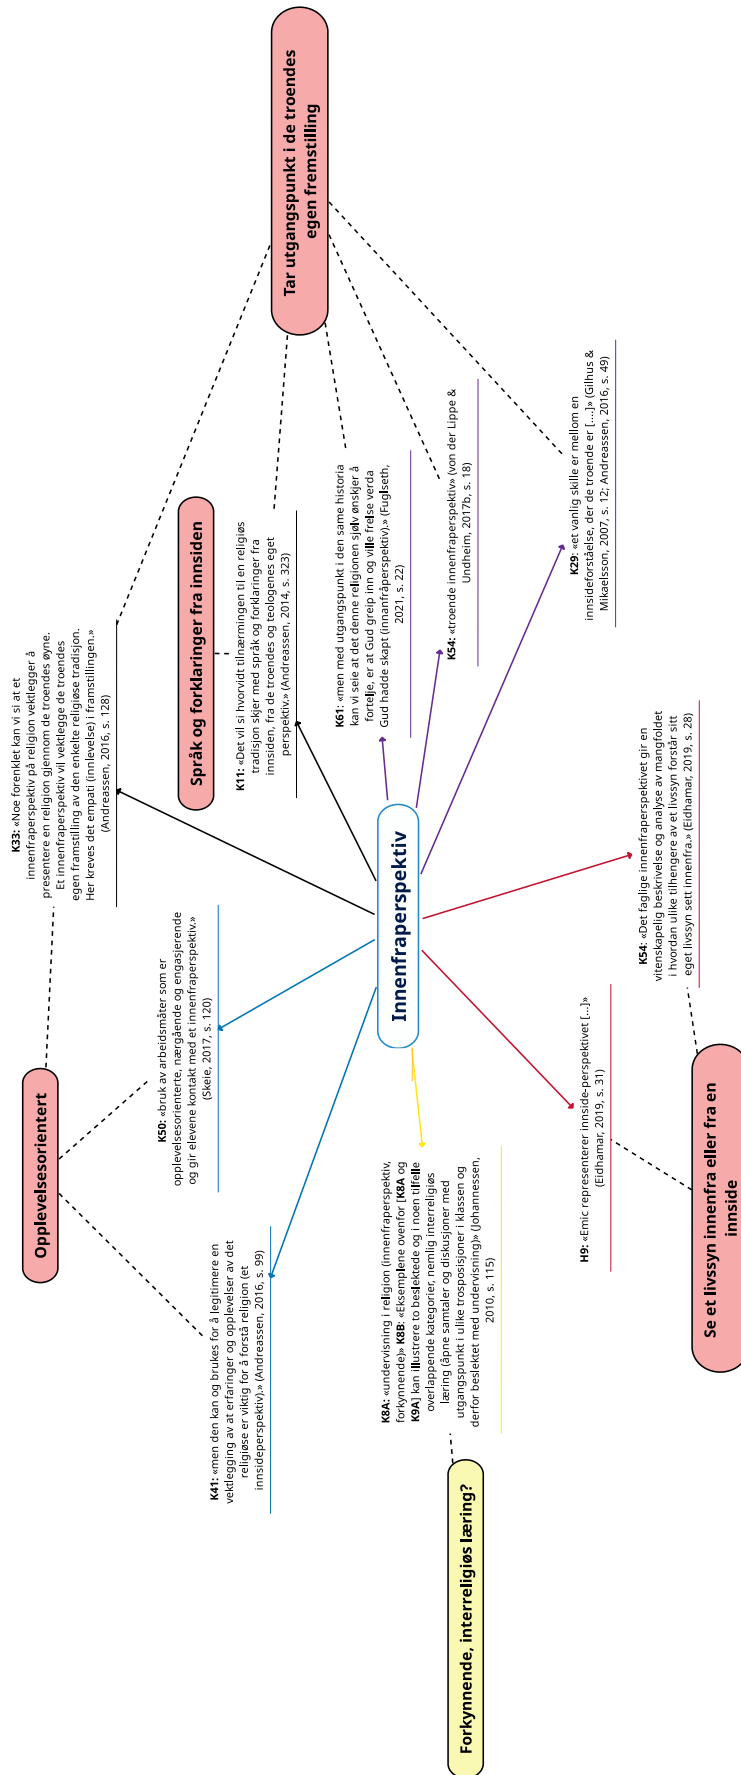 Tar utgangspunkt i de troendes
egen fremstilling
Språk og forklaringer fra innsiden
Opplevelsesorientert
K33: «Noe forenklet kan vi si at et
innenfraperspektiv på religion vektlegger å
presentere en religion gjennom de troendes øyne.
Et innenfraperspektiv vil vektlegge de troendes
egen framstilling av den enkelte religiøse tradisjon.
Her kreves det empati (innlevelse) i framstillingen.»
(Andreassen, 2016, s. 128)
K11: «Det vil si hvorvidt tilnærmingen til en religiøs
tradisjon skjer med språk og forklaringer fra
innsiden, fra de troendes og teologenes eget
perspektiv.» (Andreassen, 2014, s. 323)
K61: «men med utgangspunkt i den same historia
kan vi seie at det denne religionen sjølv ønskjer å
fortelje, er at Gud greip inn og ville frelse verda
Gud hadde skapt (innanfråperspektiv).» (Fuglseth,
2021, s. 22)
K54: «troende innenfraperspektiv» (von der Lippe &
Undheim, 2017b, s. 18)
K29: «et vanlig skille er mellom en
innsideforståelse, der de troende er [....]» (Gilhus &
Mikaelsson, 2007, s. 12; Andreassen, 2016, s. 49)
K50: «bruk av arbeidsmåter som er
opplevelsesorienterte, nærgående og engasjerende
og gir elevene kontakt med et innenfraperspektiv.»
(Skeie, 2017, s. 120)
Innenfraperspektiv
K54: «Det faglige innenfraperspektivet gir en
vitenskapelig beskrivelse og analyse av mangfoldet
i hvordan ulike tilhengere av et livssyn forstår sitt
eget livssyn sett innenfra.» (Eidhamar, 2019, s. 28)
K41: «men den kan og brukes for å legitimere en
vektlegging av at erfaringer og opplevelser av det
religiøse er viktig for å forstå religion (et
innsideperspektiv).» (Andreassen, 2016, s. 99)
K8A: «undervisning i religion (innenfraperspektiv,
forkynnende)» K8B: «Eksemplene ovenfor [K8A og
K9A] kan illustrere to beslektede og i noen tilfelle
overlappende kategorier, nemlig interreligiøs
læring (åpne samtaler og diskusjoner med
utgangspunkt i ulike trosposisjoner i klassen og
derfor beslektet med undervisning)» (Johannessen,
2010, s. 115)
H9: «Emic representerer innside-perspektivet [...]»
(Eidhamar, 2019, s. 31)
Se et livssyn innenfra eller fra en
innside
Forkynnende, interreligiøs læring?